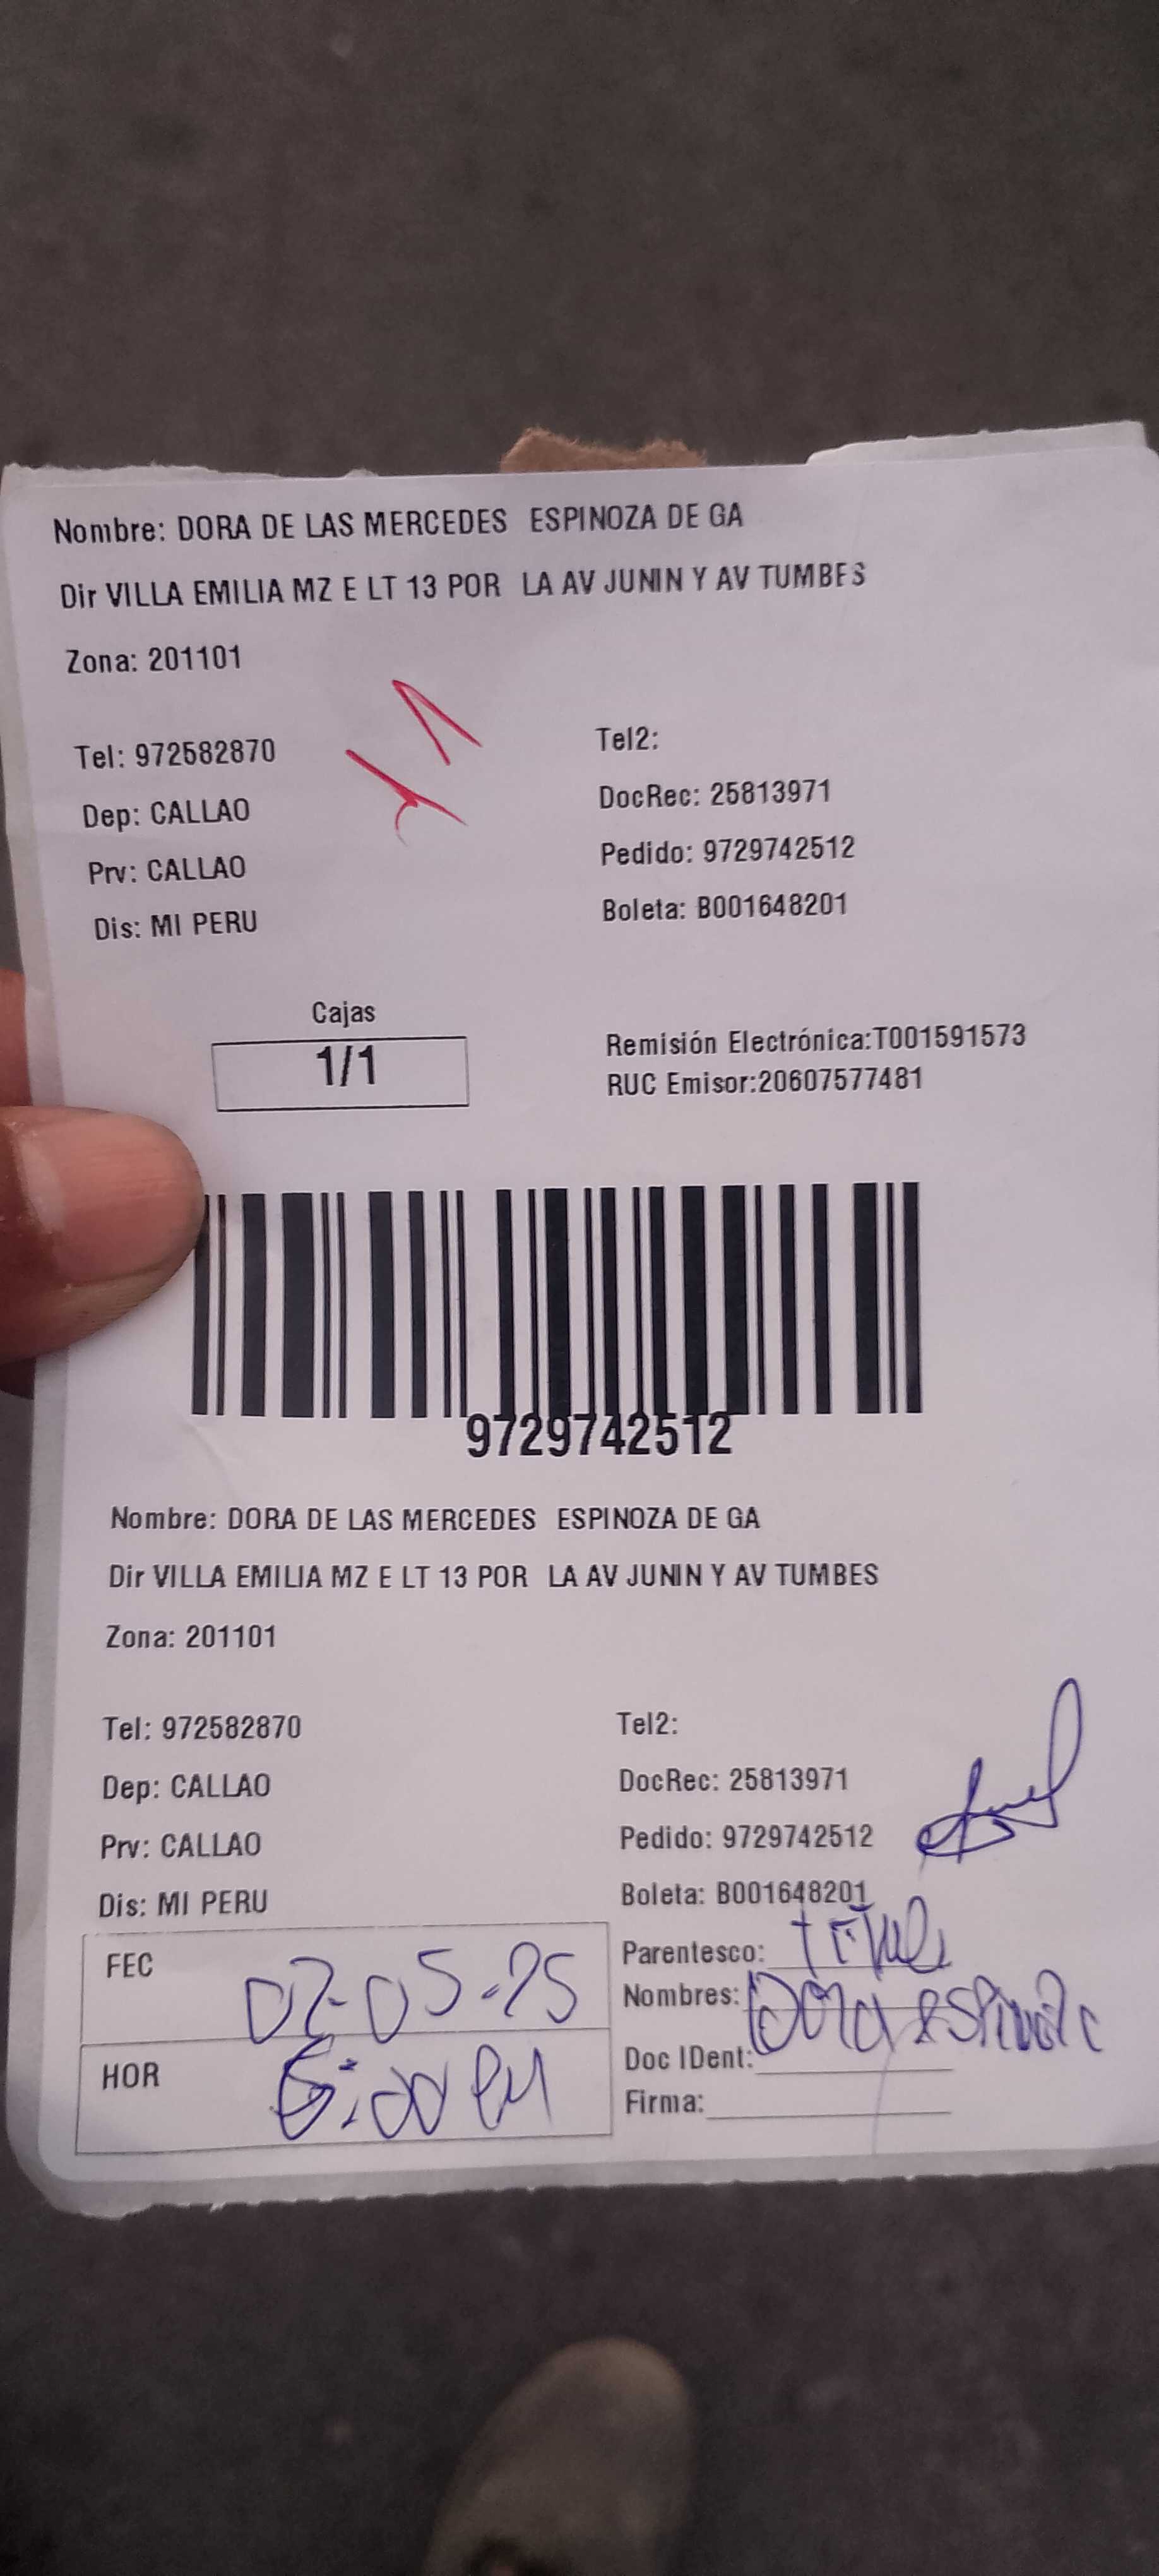 Nombre: DORA DE LAS MERCEDES ESPINOZA DE GA
Dir VILLA EMILIA MZ E LT 13 POR LA AV JUNIN Y AV TUMBES
Zona: 201101
Tel: 972582870
Tel2:
Dep: CALLAO
DocRec: 25813971
Prv: CALLAO
Pedido: 9729742512
Dis: MI PERU
Boleta: B001648201
Cajas
1/1
Remisión Electrónica:T001591573
RUC Emisor:20607577481
9729742512
Nombre: DORA DE LAS MERCEDES ESPINOZA DE GA
Dir VILLA EMILIA MZ E LT 13 POR LA AV JUNIN Y AV TUMBES
Zona: 201101
Tel: 972582870
Tel2:
Dep: CALLAO
DocRec: 25813971
Prv: CALLAO
Pedido: 9729742512
Dis: MI PERU
Boleta: B001648201
FEC 07-05-25
Parentesco:
Nombres: Dora espinoza
HOR
Doc IDent:
Firma: